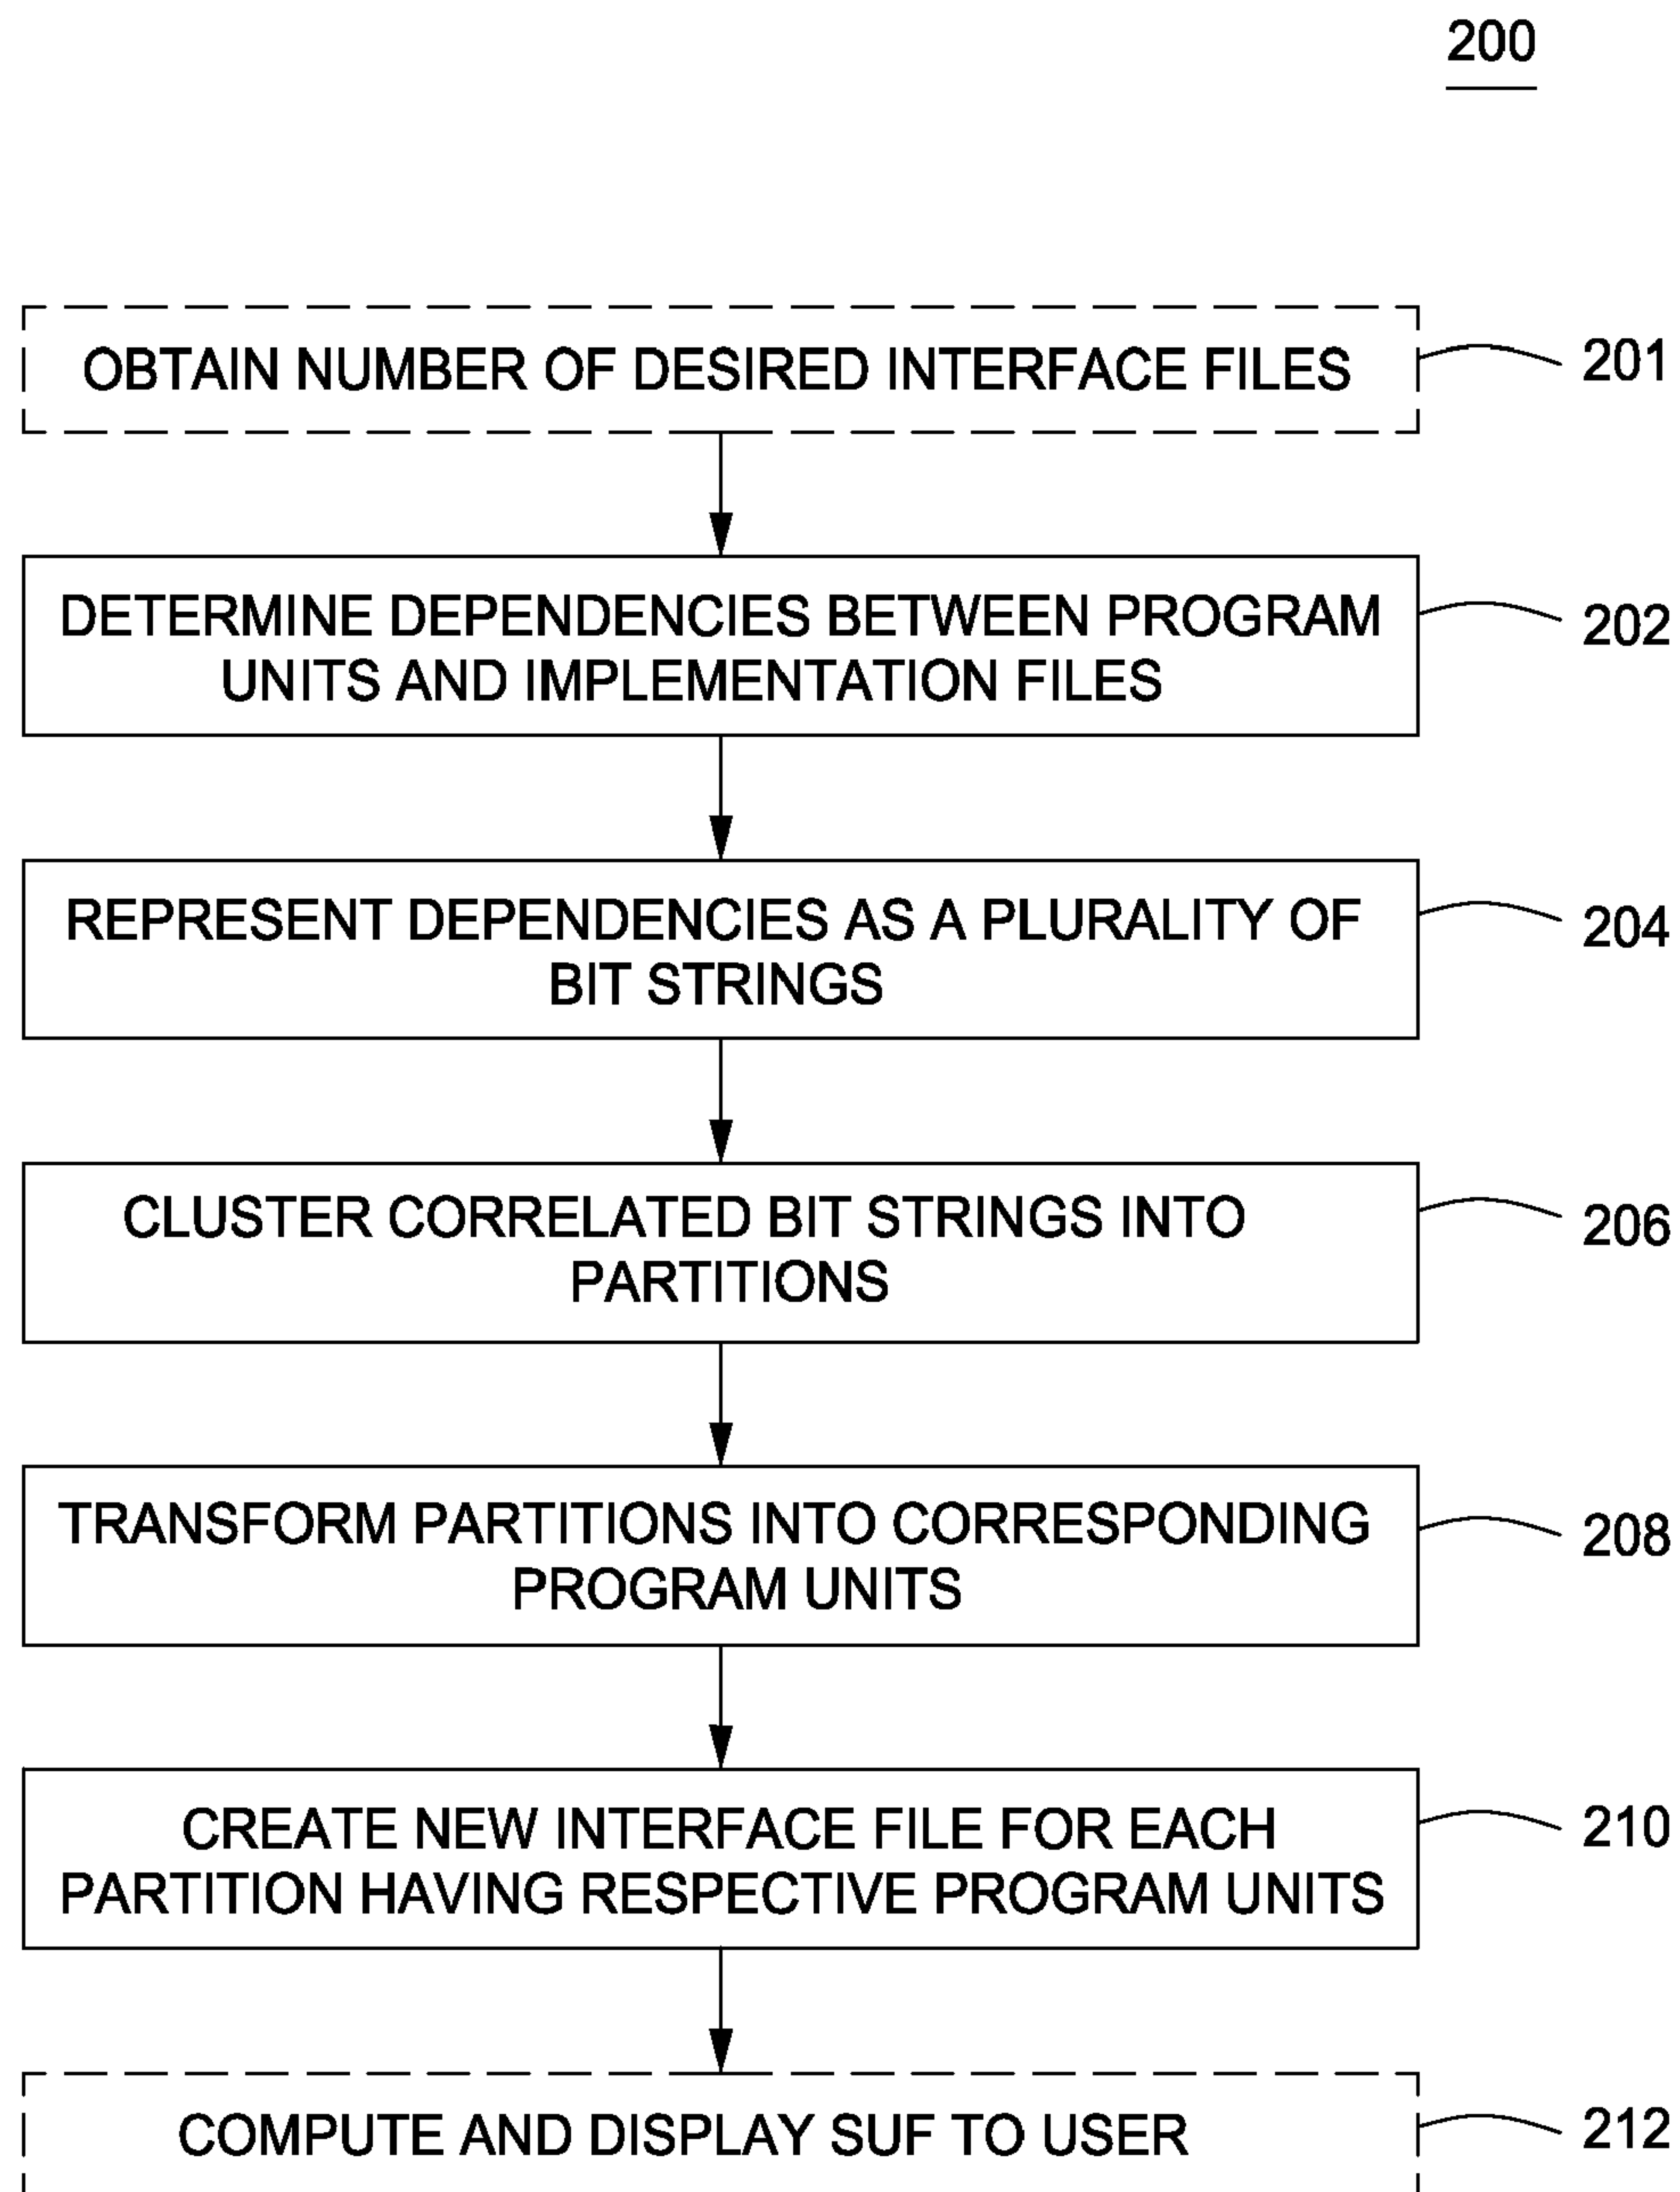 200
OBTAIN NUMBER OF DESIRED INTERFACE FILES
201
DETERMINE DEPENDENCIES BETWEEN PROGRAM
UNITS AND IMPLEMENTATION FILES
202
REPRESENT DEPENDENCIES AS A PLURALITY OF
BIT STRINGS
204
CLUSTER CORRELATED BIT STRINGS INTO
PARTITIONS
206
TRANSFORM PARTITIONS INTO CORRESPONDING
PROGRAM UNITS
208
CREATE NEW INTERFACE FILE FOR EACH
PARTITION HAVING RESPECTIVE PROGRAM UNITS
210
COMPUTE AND DISPLAY SUF TO USER
212